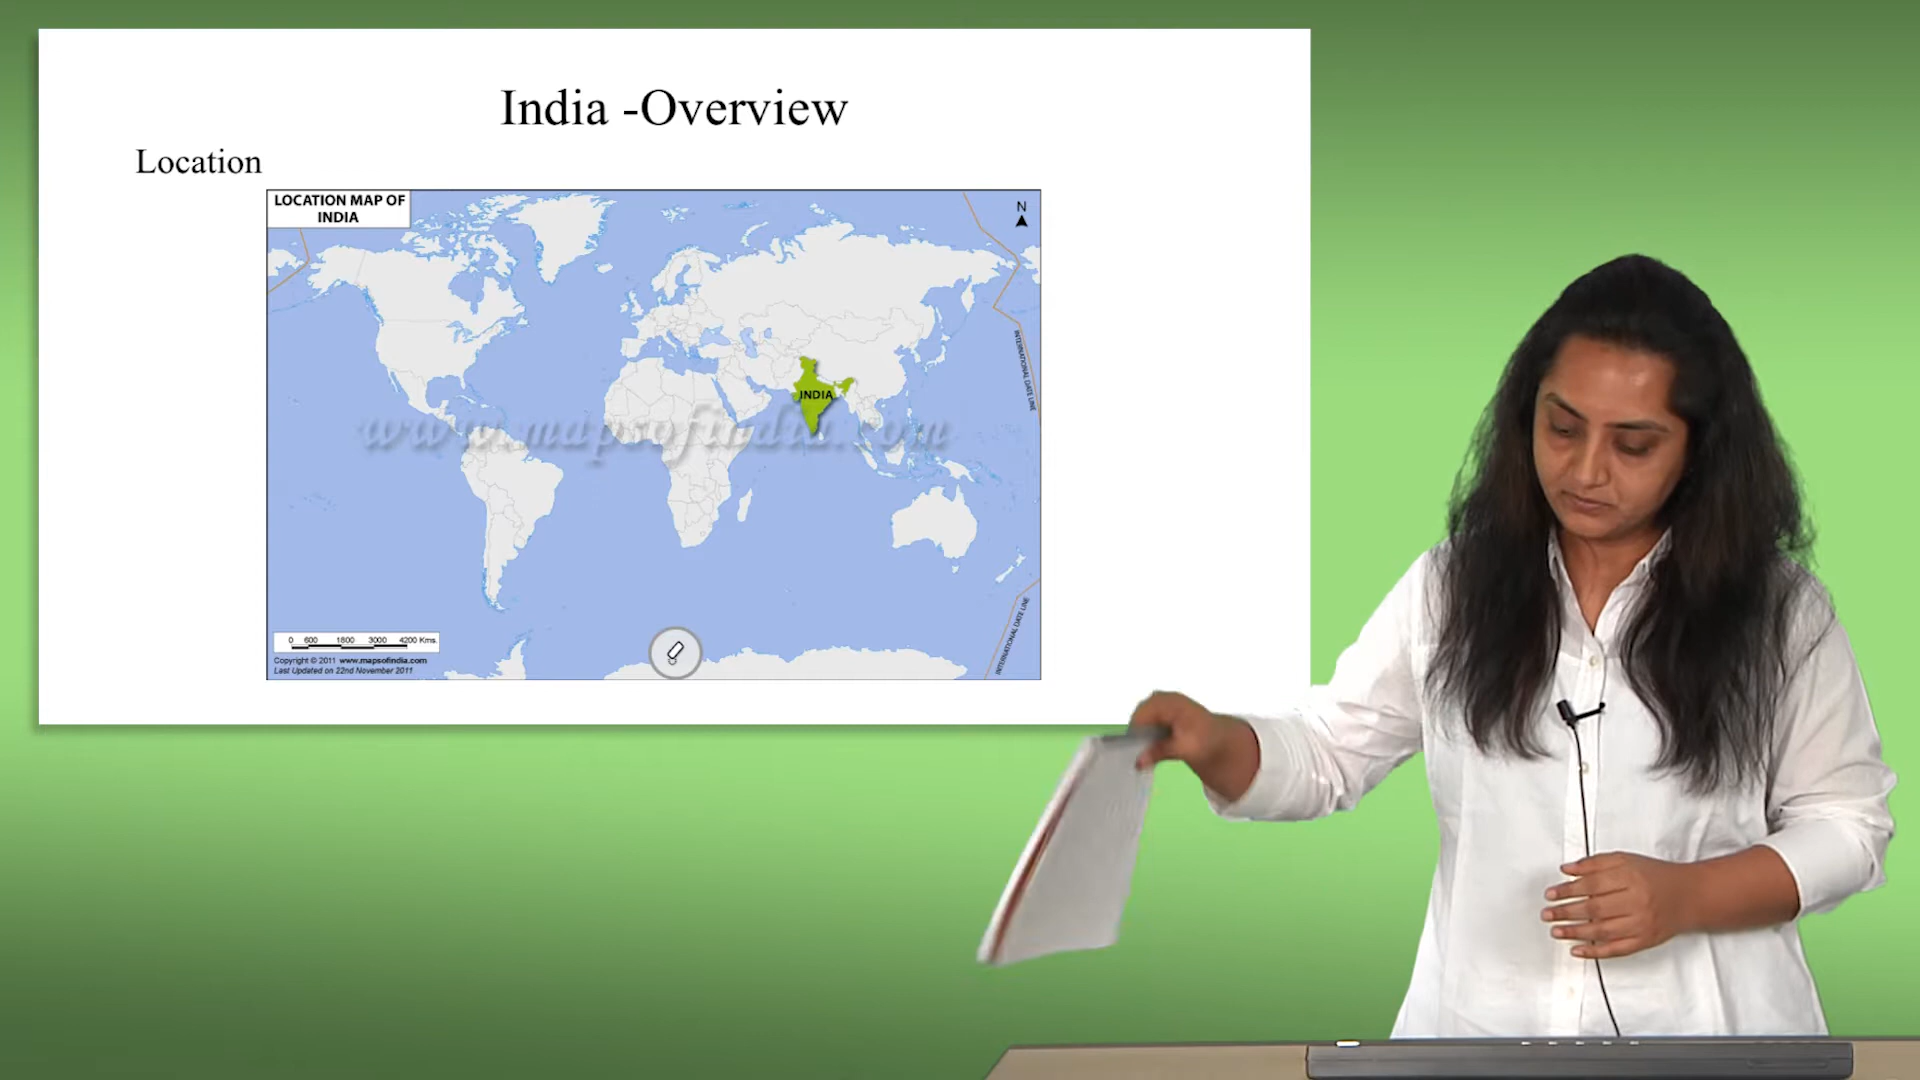 India -Overview
Location
LOCATION MAP OF
INDIA
N
INTERNATIONAL DATE LINE
INDIA
www.mapsofindia.com
0 600 1800 3000 4200 Kms.
Copyright © 2011 www.mapsofindia.com
Last Updated on 22nd November 2011
INTERNATIONAL DATE LINE